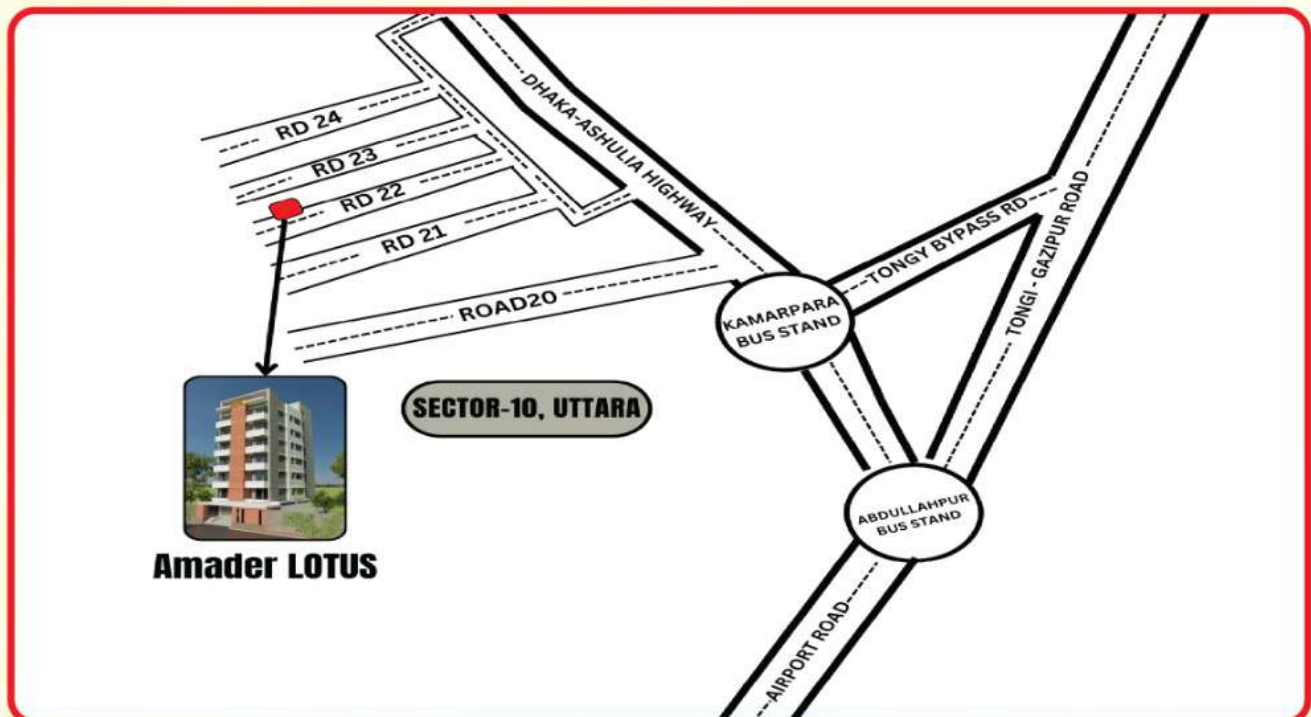 DHAKA-ASHULIA HIGHWAY
RD 24
RD 23
RD 22
RD 21
ROAD20
TONGY BYPASS RD
TONGI - GAZIPUR ROAD
KAMARPARA
BUS STAND
SECTOR-10, UTTARA
ABDULLAHPUR
BUS STAND
Amader LOTUS
AIRPORT ROAD